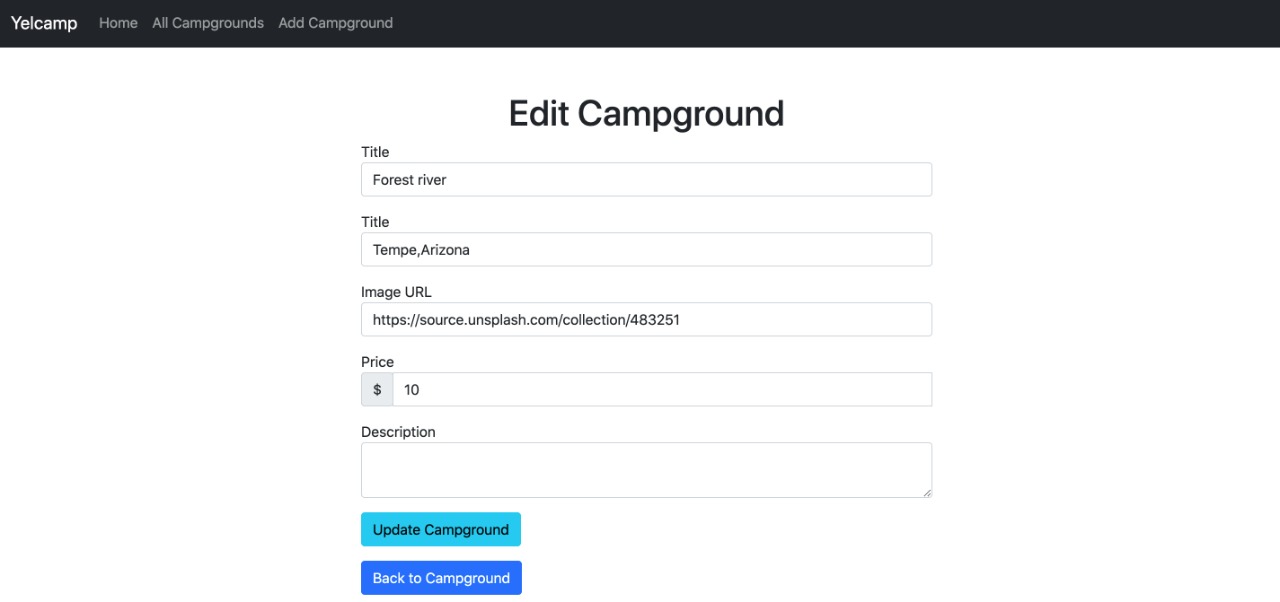 Yelcamp Home All Campgrounds Add Campground
Edit Campground
Title
Forest river
Title
Tempe,Arizona
Image URL
https://source.unsplash.com/collection/483251
Price
$ 10
Description
Update Campground
Back to Campground